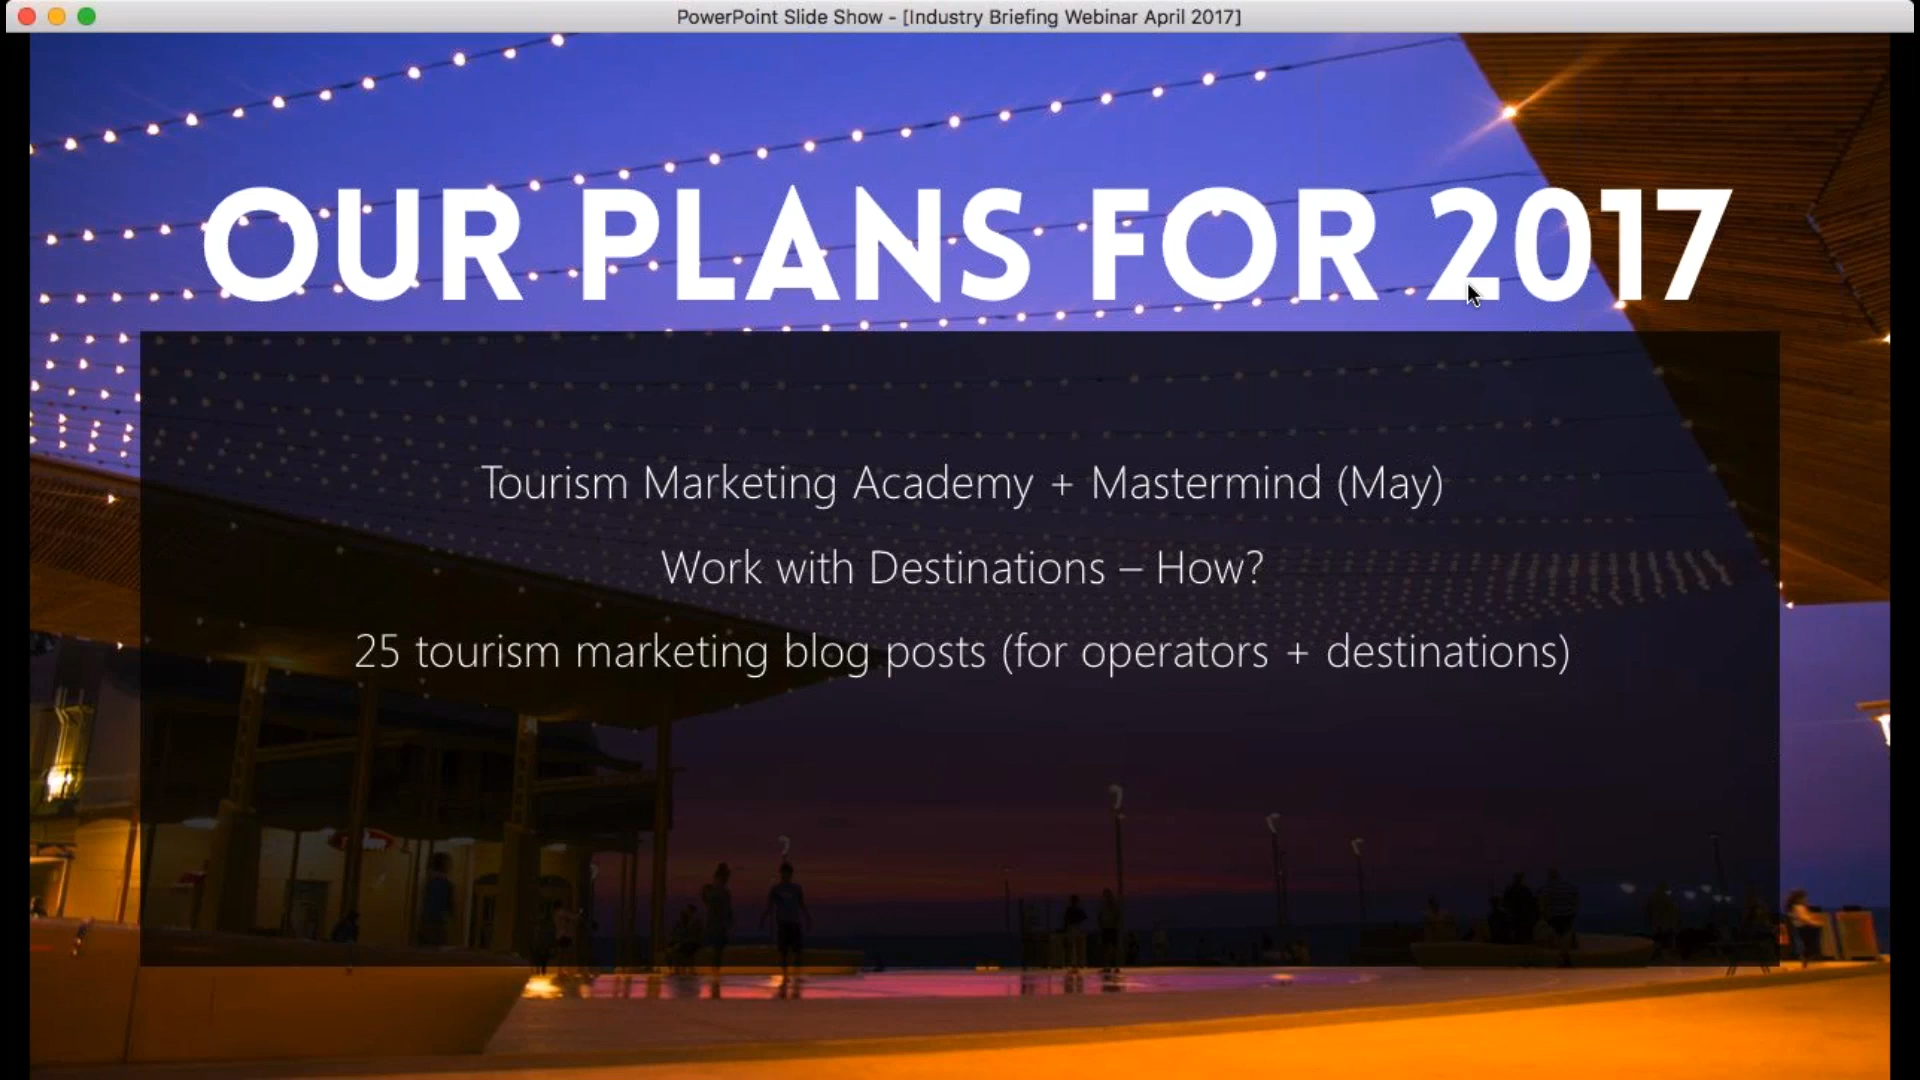 PowerPoint Slide Show - [Industry Briefing Webinar April 2017]
OUR PLANS FOR 2017
Tourism Marketing Academy + Mastermind (May)
Work with Destinations – How?
25 tourism marketing blog posts (for operators + destinations)